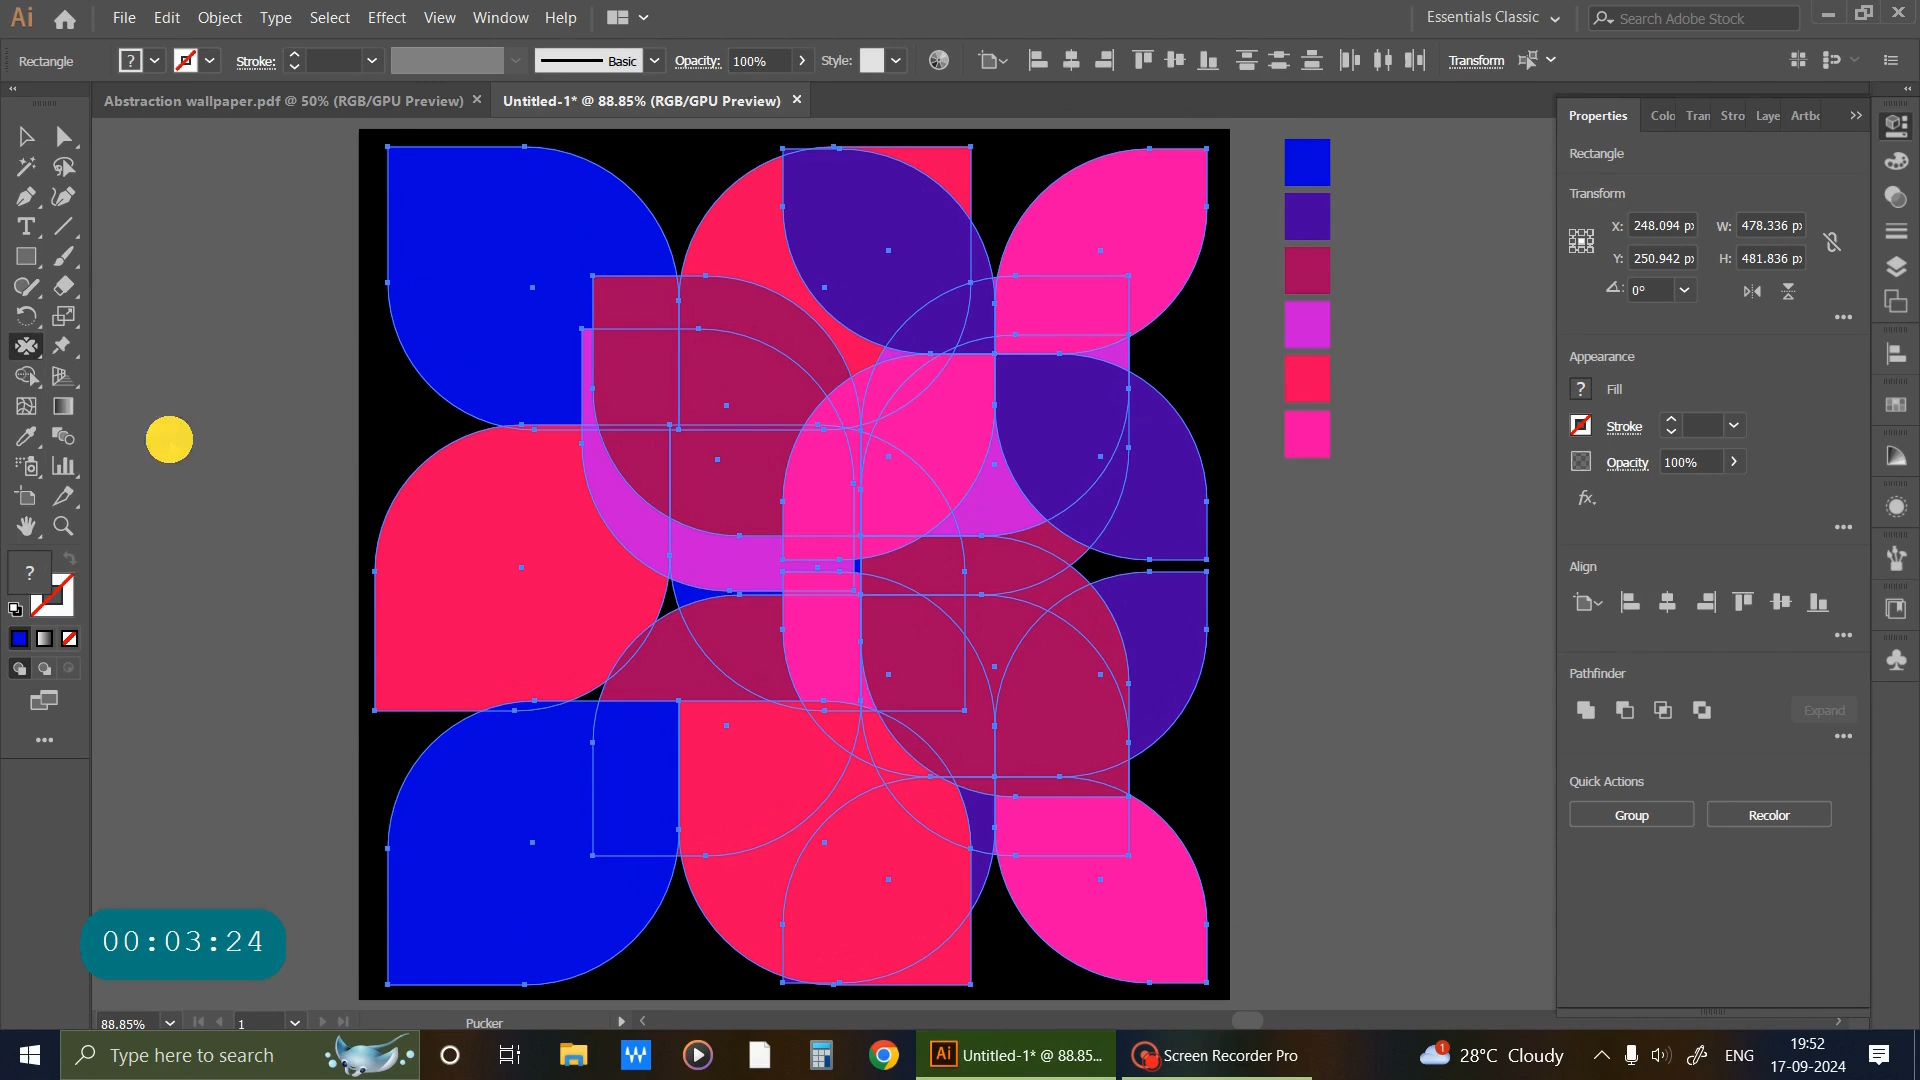 Ai File Edit Object Type Select Effect View Window Help Essentials Classic Search Adobe Stock
Rectangle ? Stroke: Basic Opacity: 100% Style: Transform
Abstraction wallpaper.pdf @ 50% (RGB/GPU Preview) × Untitled-1* @ 88.85% (RGB/GPU Preview) ×
Properties Colo Tran Stro Laye Artbo
Rectangle
Transform
X: 248.094 p W: 478.336 p
Y: 250.942 p H: 481.836 p
0°
Appearance
? Fill
Stroke
Opacity 100%
fx.
Align
?
Pathfinder
Expand
Quick Actions
Group Recolor
00:03:24
88.85% 1 Pucker
Type here to search
W
Ai Untitled-1* @ 88.85...
Screen Recorder Pro
1 28°C Cloudy
ENG
19:52
17-09-2024